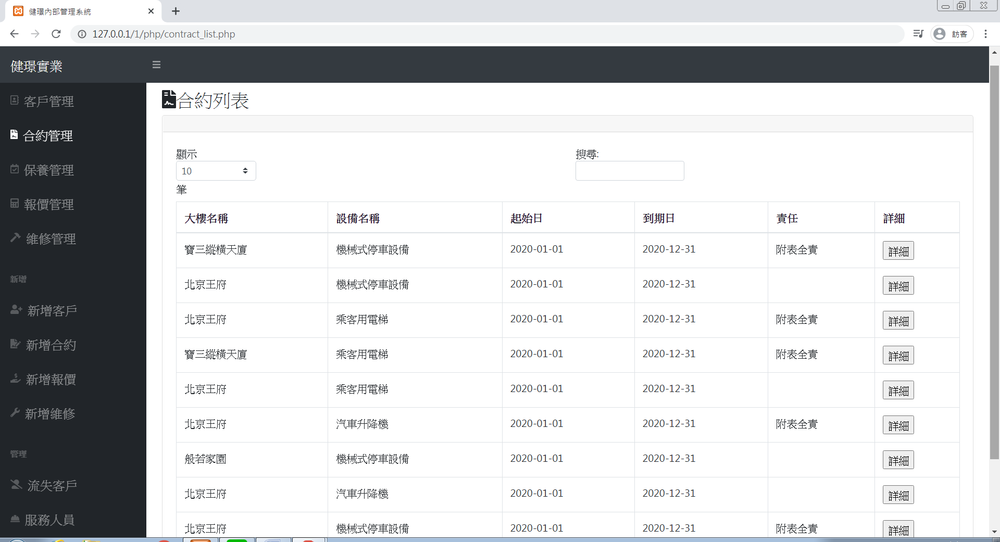 健璟內部管理系統
127.0.0.1/1/php/contract_list.php
訪客
健璟實業
客戶管理
合約管理
保養管理
報價管理
維修管理
新增
新增客戶
新增合約
新增報價
新增維修
管理
流失客戶
服務人員
合約列表
顯示
搜尋:
10
筆
大樓名稱 設備名稱 起始日 到期日 責任 詳細
寶三縱橫天廈 機械式停車設備 2020-01-01 2020-12-31 附表全責 詳細
北京王府 機械式停車設備 2020-01-01 2020-12-31 詳細
北京王府 乘客用電梯 2020-01-01 2020-12-31 附表全責 詳細
寶三縱橫天廈 乘客用電梯 2020-01-01 2020-12-31 附表全責 詳細
北京王府 乘客用電梯 2020-01-01 2020-12-31 詳細
北京王府 汽車升降機 2020-01-01 2020-12-31 附表全責 詳細
般若家園 機械式停車設備 2020-01-01 2020-12-31 詳細
北京王府 汽車升降機 2020-01-01 2020-12-31 詳細
北京王府 機械式停車設備 2020-01-01 2020-12-31 附表全責 詳細